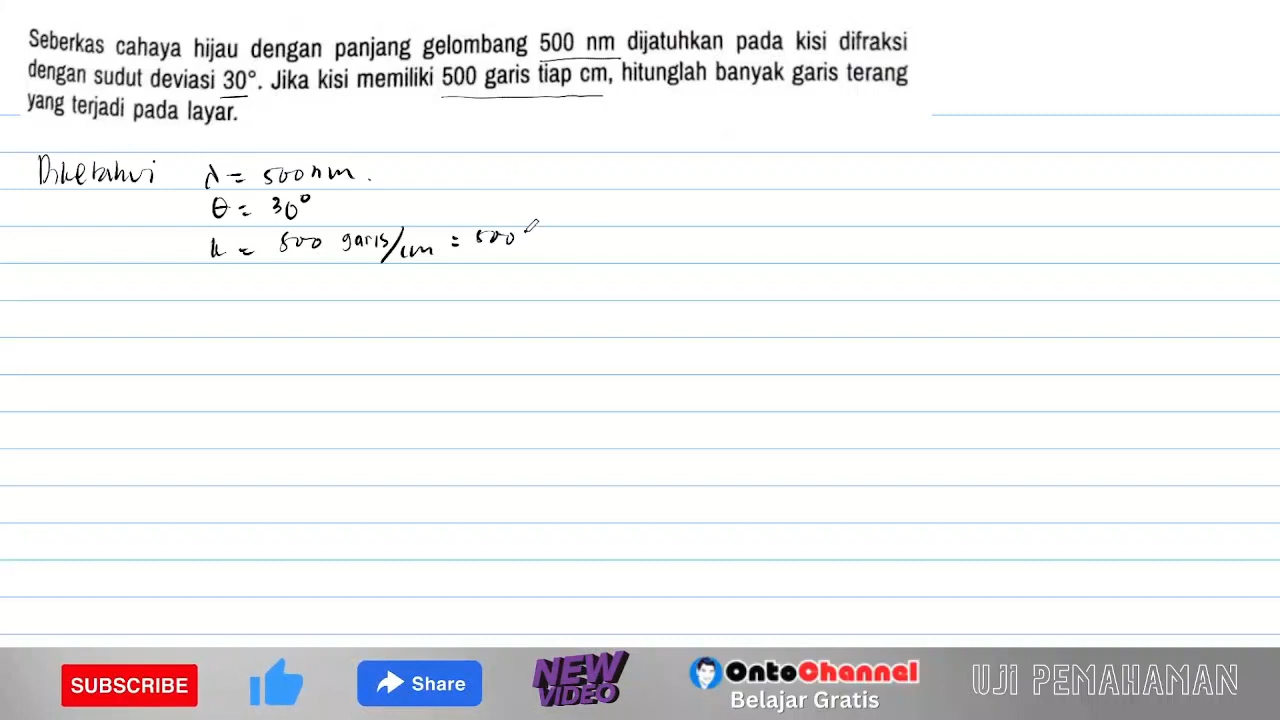 Seberkas cahaya hijau dengan panjang gelombang 500 nm dijatuhkan pada kisi difraksi
dengan sudut deviasi 30°. Jika kisi memiliki 500 garis tiap cm, hitunglah banyak garis terang
yang terjadi pada layar.
Diketahui λ = 500 nm.
θ = 30°
k = 500 garis/cm = 500
SUBSCRIBE
Share
NEW
VIDEO
OntoChannel
Belajar Gratis
UJI PEMAHAMAN